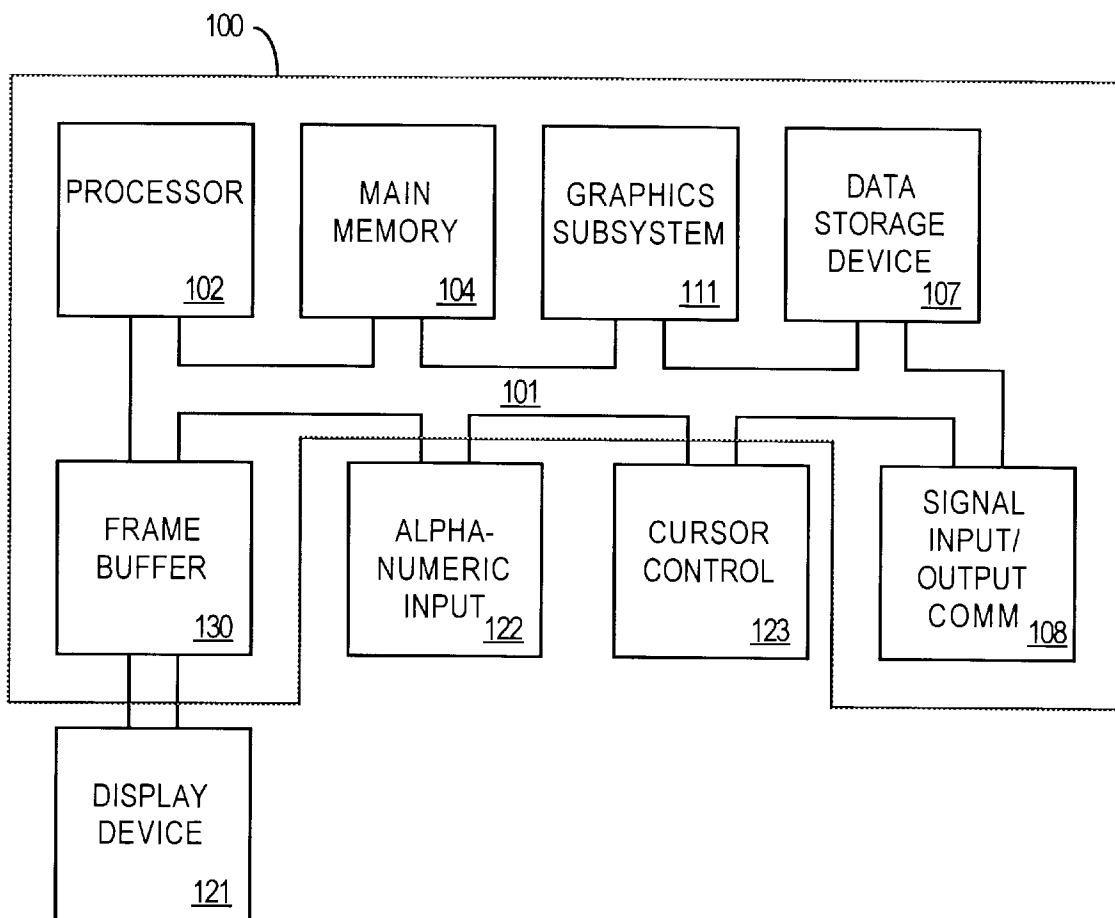 100
PROCESSOR
102
MAIN
MEMORY
104
GRAPHICS
SUBSYSTEM
111
DATA
STORAGE
DEVICE
107
101
FRAME
BUFFER
130
ALPHA-
NUMERIC
INPUT
122
CURSOR
CONTROL
123
SIGNAL
INPUT/
OUTPUT
COMM
108
DISPLAY
DEVICE
121